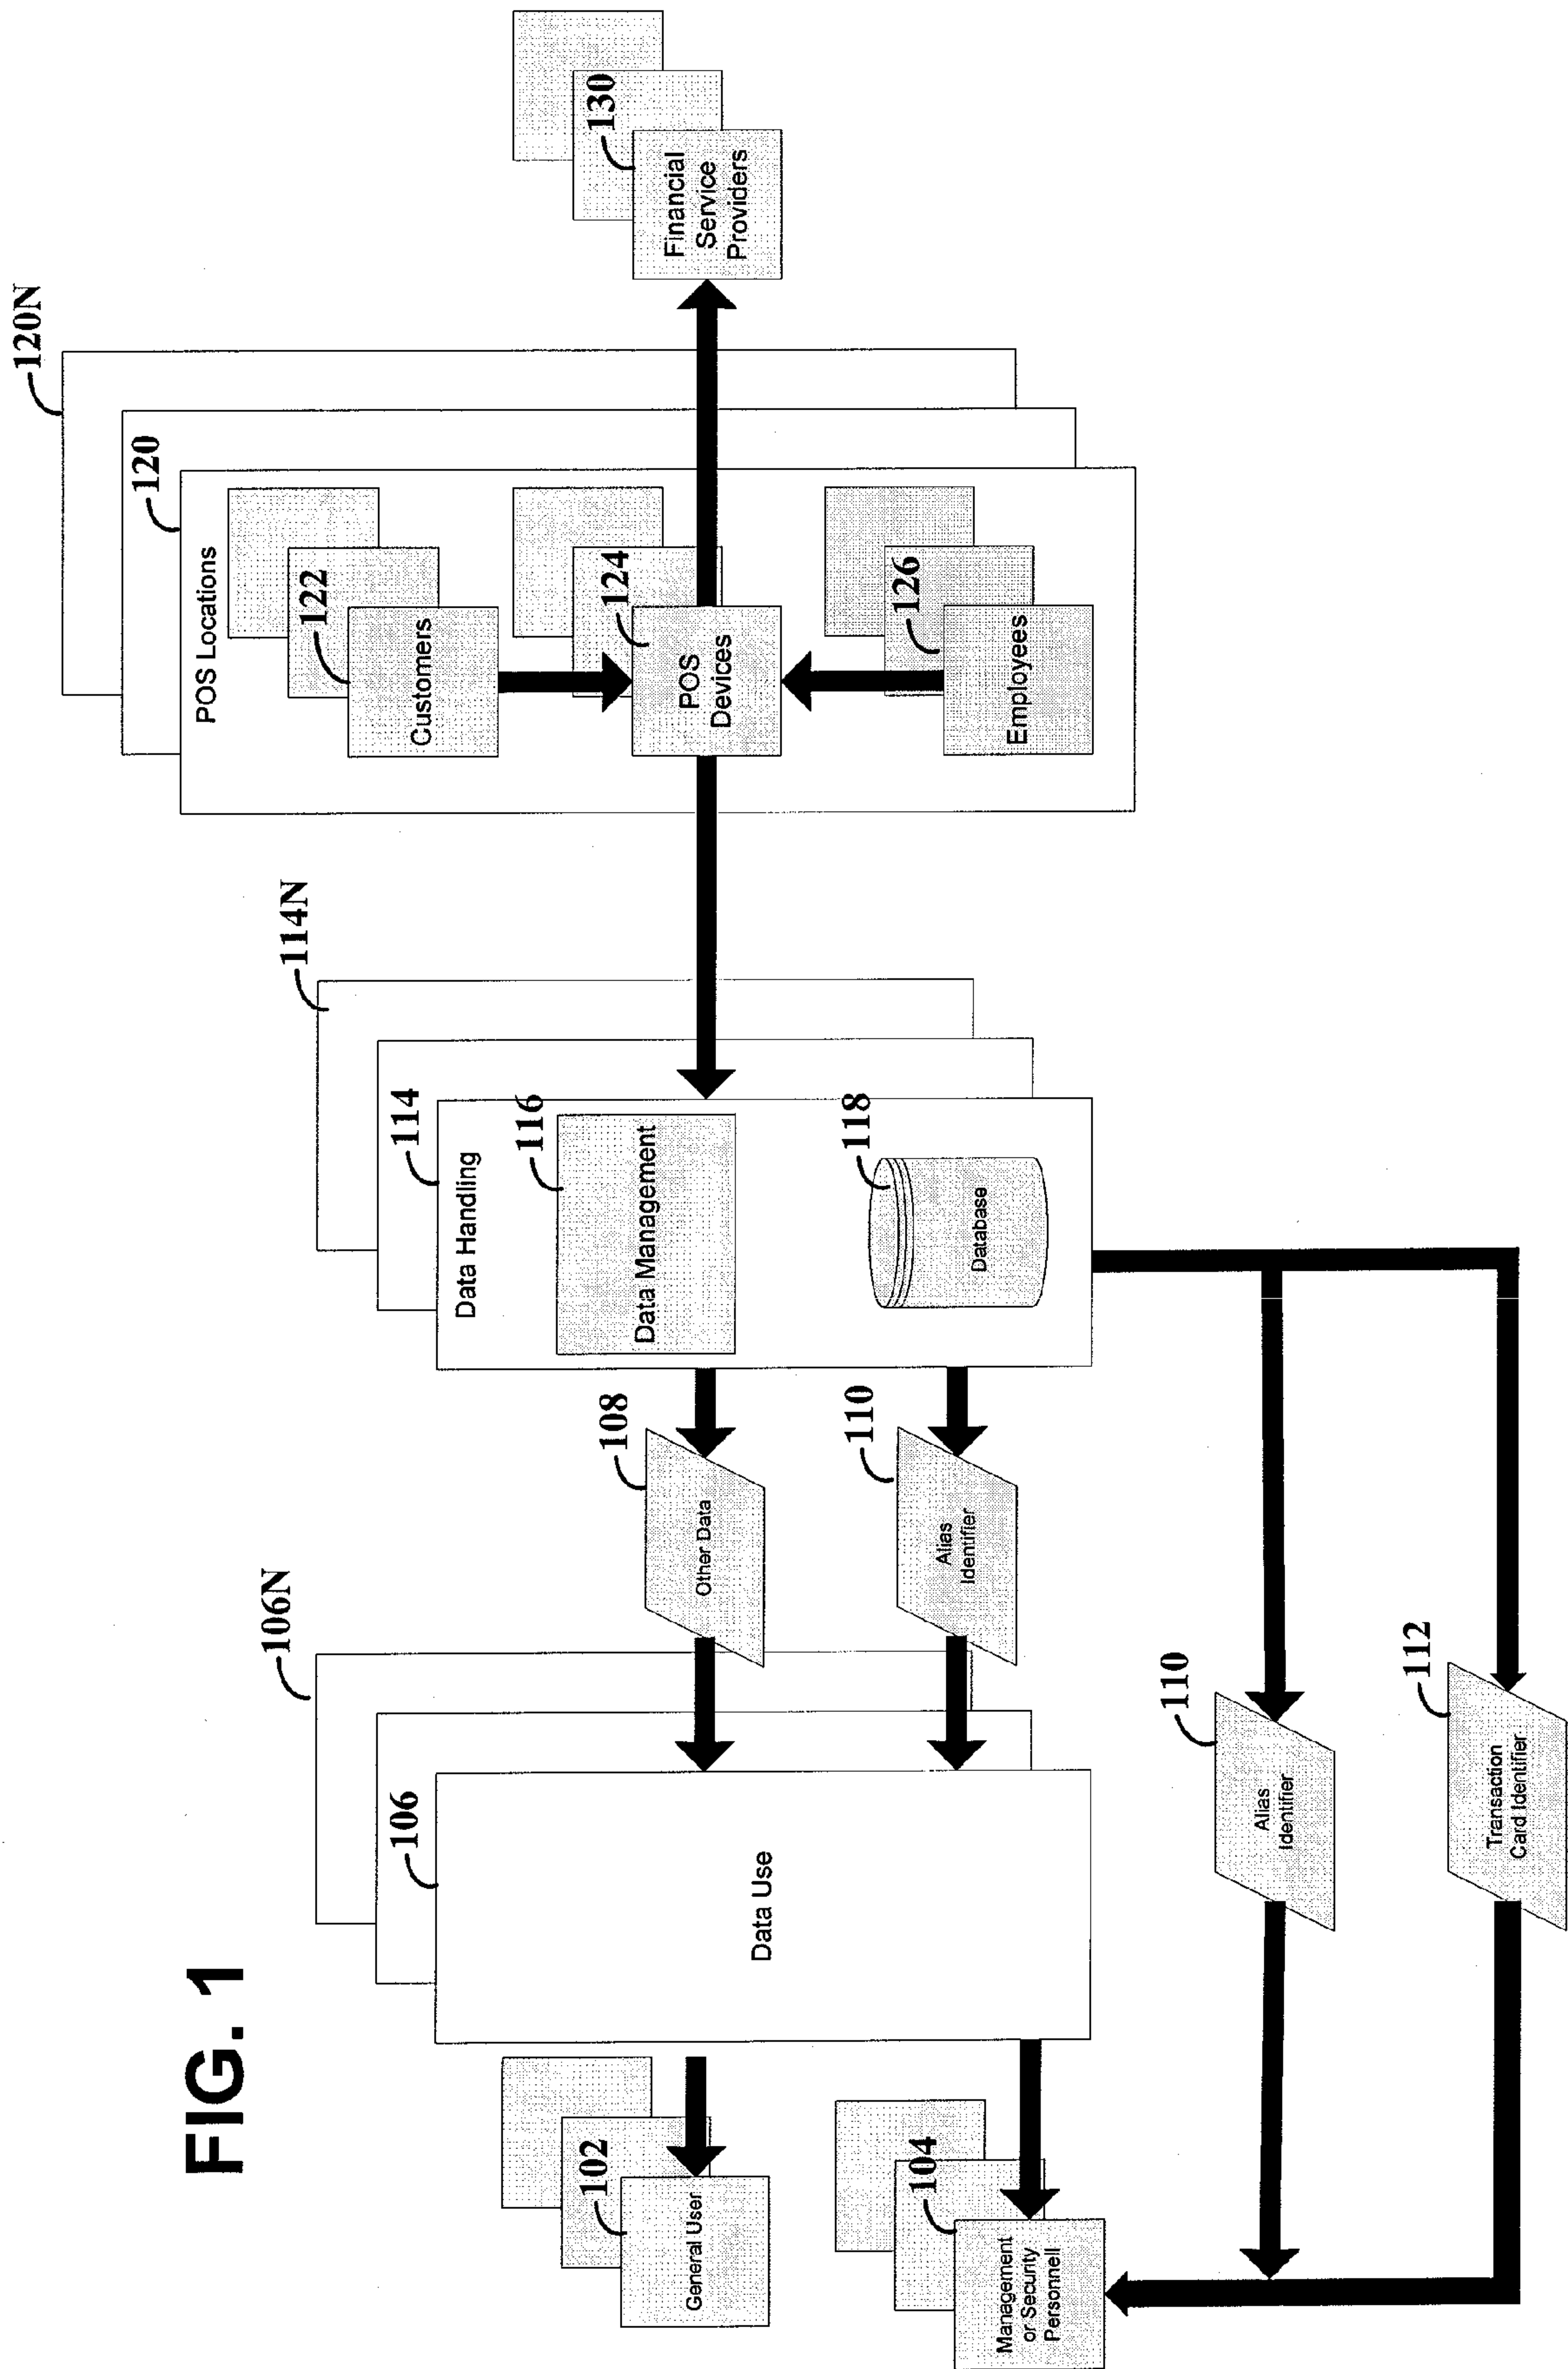 FIG. 1
120N
120
POS Locations
122
Customers
124
POS
Devices
126
Employees
130
Financial
Service
Providers
114N
114
Data Handling
116
Data Management
118
Database
108
Other Data
110
Alias
Identifier
106N
106
Data Use
102
General User
104
Management
or Security
Personnell
110
Alias
Identifier
112
Transaction
Card Identifier